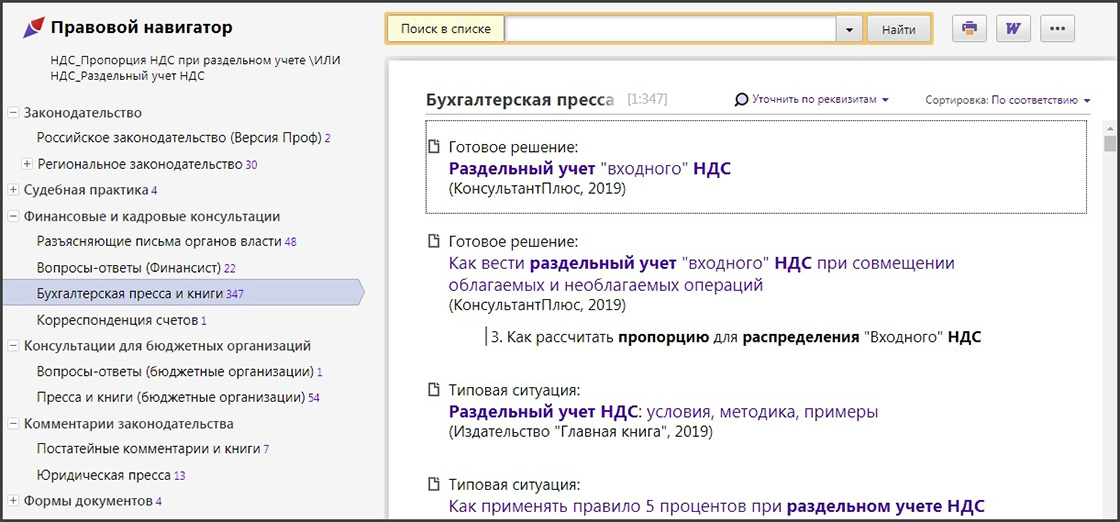 Правовой навигатор
НДС_Пропорция НДС при раздельном учете \ИЛИ
НДС_Раздельный учет НДС
Законодательство
Российское законодательство (Версия Проф) 2
Региональное законодательство 30
Судебная практика 4
Финансовые и кадровые консультации
Разъясняющие письма органов власти 48
Вопросы-ответы (Финансист) 22
Бухгалтерская пресса и книги 347
Корреспонденция счетов 1
Консультации для бюджетных организаций
Вопросы-ответы (бюджетные организации) 1
Пресса и книги (бюджетные организации) 54
Комментарии законодательства
Постатейные комментарии и книги 7
Юридическая пресса 13
Формы документов 4
Поиск в списке Найти W
Бухгалтерская пресса [1:347] Уточнить по реквизитам Сортировка: По соответствию
Готовое решение:
Раздельный учет "входного" НДС
(КонсультантПлюс, 2019)
Готовое решение:
Как вести раздельный учет "входного" НДС при совмещении
облагаемых и необлагаемых операций
(КонсультантПлюс, 2019)
3. Как рассчитать пропорцию для распределения "Входного" НДС
Типовая ситуация:
Раздельный учет НДС: условия, методика, примеры
(Издательство "Главная книга", 2019)
Типовая ситуация:
Как применять правило 5 процентов при раздельном учете НДС